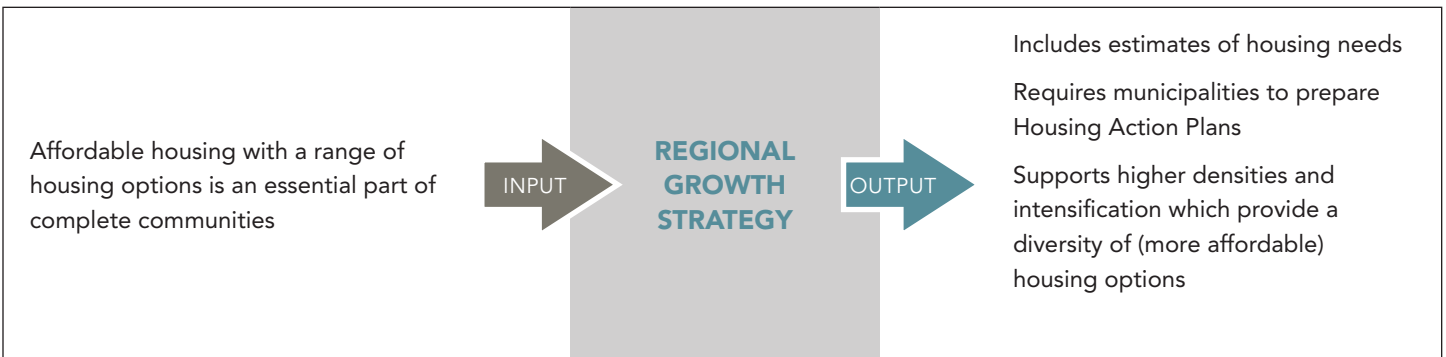 Affordable housing with a range of
housing options is an essential part of
complete communities
INPUT
REGIONAL
GROWTH
STRATEGY
OUTPUT
Includes estimates of housing needs
Requires municipalities to prepare
Housing Action Plans
Supports higher densities and
intensification which provide a
diversity of (more affordable)
housing options